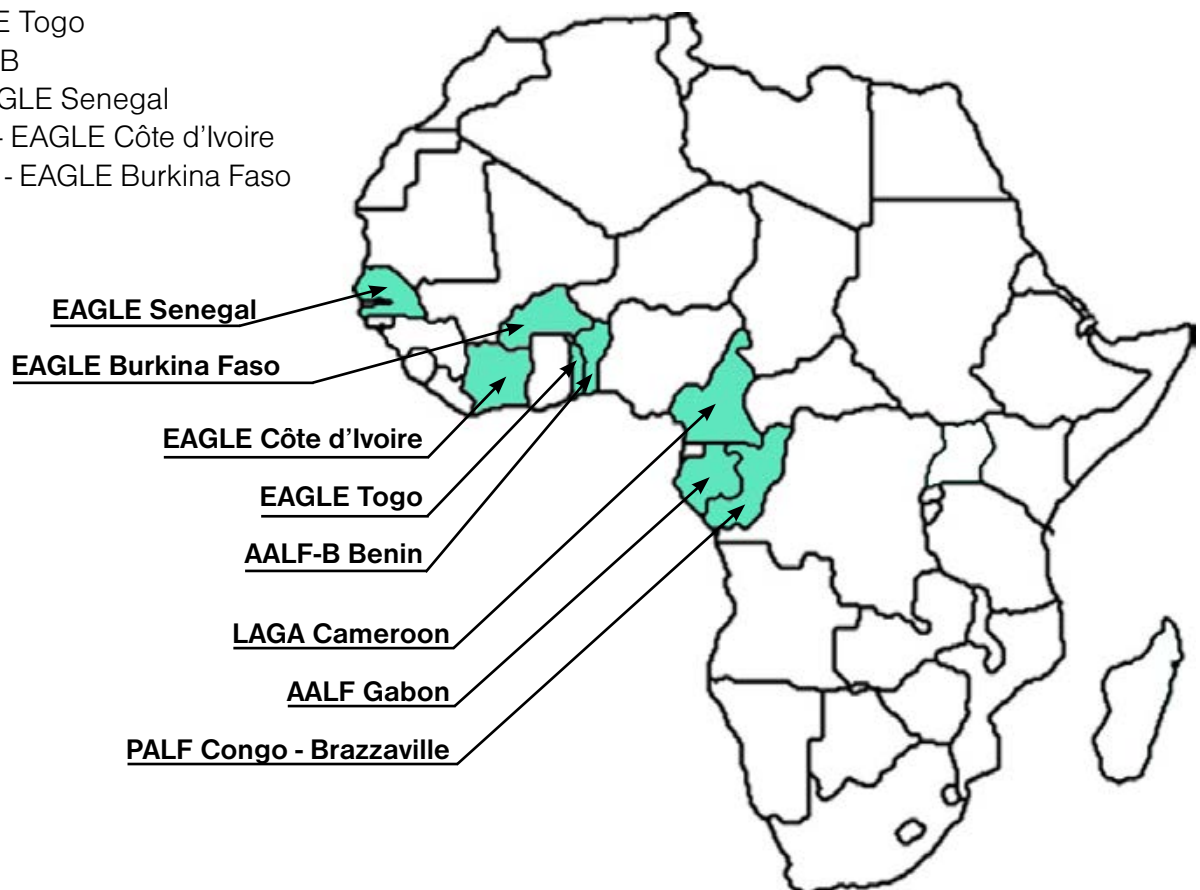 E Togo
B
GLE Senegal
- EAGLE Côte d’Ivoire
- EAGLE Burkina Faso
EAGLE Senegal
EAGLE Burkina Faso
EAGLE Côte d’Ivoire
EAGLE Togo
AALF-B Benin
LAGA Cameroon
AALF Gabon
PALF Congo - Brazzaville